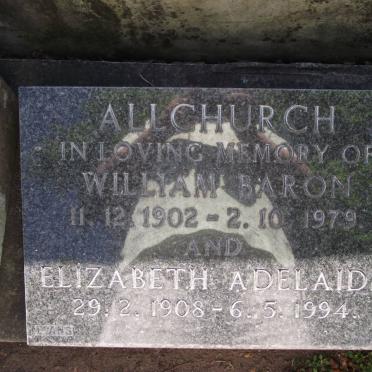 ALLCHURCH
IN LOVING MEMORY OF
WILLIAM BARON
11. 12. 1902 - 2. 10. 1979
AND
ELIZABETH ADELAID
29. 2. 1908 - 6. 5. 1994.